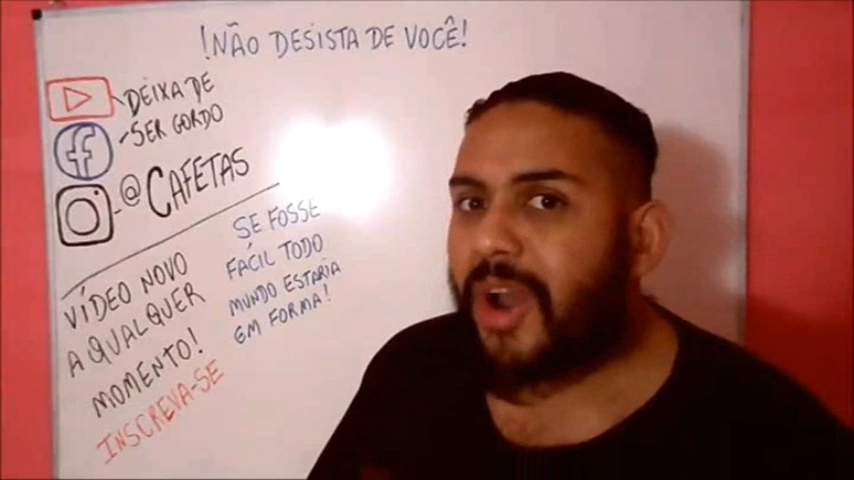 !NÃO DESISTA DE VOCÊ!
DEIXA DE
SER GORDO
@CAFETAS
VÍDEO NOVO
A QUALQUER
MOMENTO!
INSCREVA-SE
SE FOSSE
FÁCIL TODO
MUNDO ESTARIA
EM FORMA!